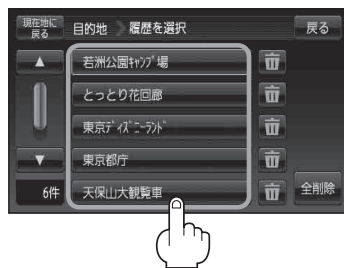 現在地に
戻る
目的地 履歴を選択
戻る
若洲公園ｷｬﾝﾌﾟ場
とっとり花回廊
東京ﾃﾞｨｽﾞﾆｰﾗﾝﾄﾞ
東京都庁
6件
天保山大観覧車
全削除